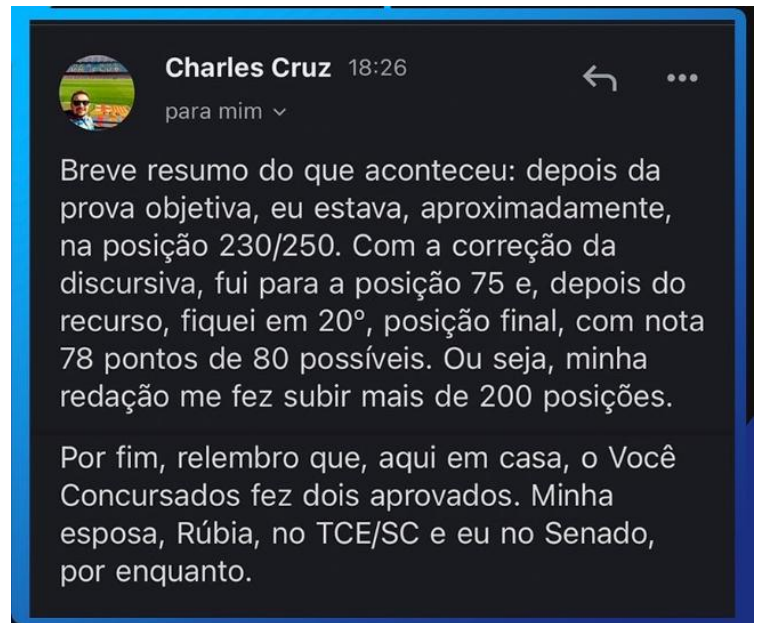 Charles Cruz 18:26
para mim
Breve resumo do que aconteceu: depois da
prova objetiva, eu estava, aproximadamente,
na posição 230/250. Com a correção da
discursiva, fui para a posição 75 e, depois do
recurso, fiquei em 20º, posição final, com nota
78 pontos de 80 possíveis. Ou seja, minha
redação me fez subir mais de 200 posições.
Por fim, relembro que, aqui em casa, o Você
Concursados fez dois aprovados. Minha
esposa, Rúbia, no TCE/SC e eu no Senado,
por enquanto.